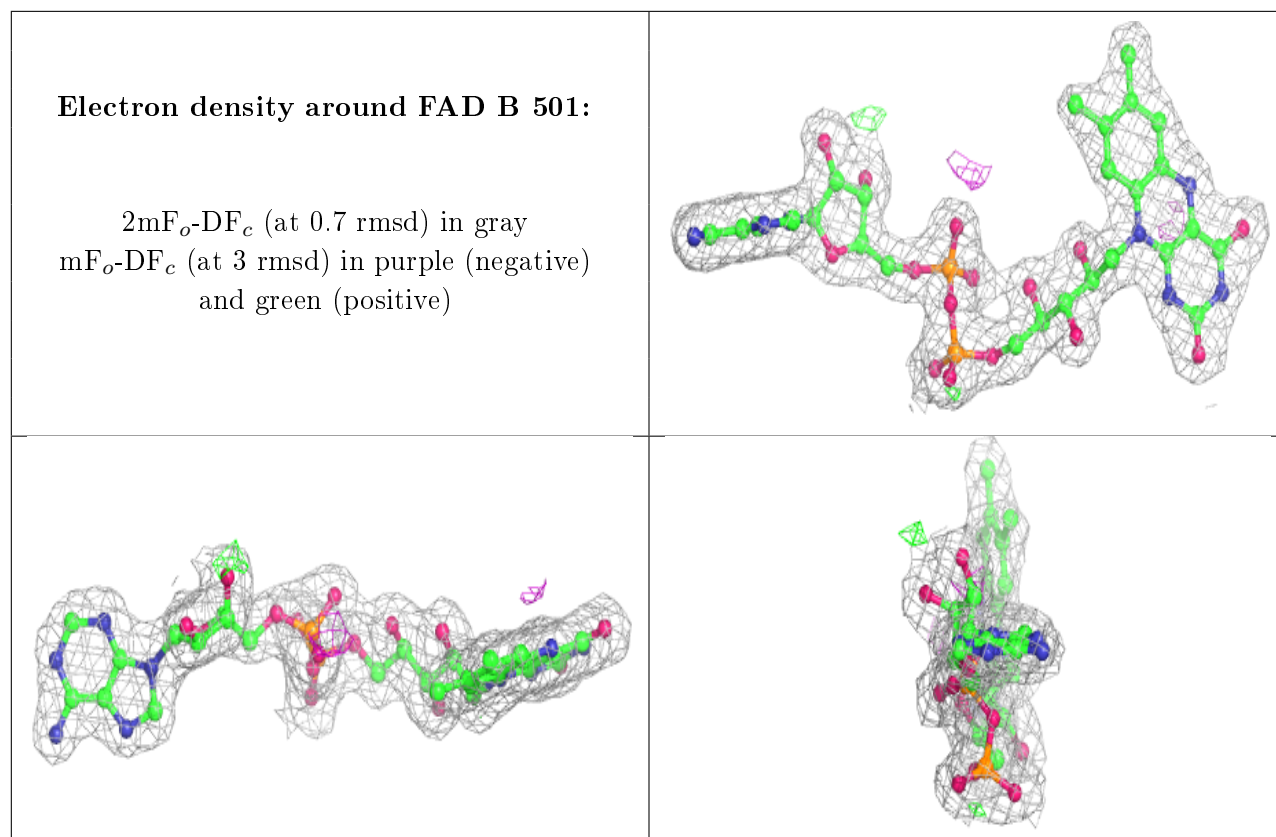 Electron density around FAD B 501:
2mFo-DFc (at 0.7 rmsd) in gray
mFo-DFc (at 3 rmsd) in purple (negative)
and green (positive)